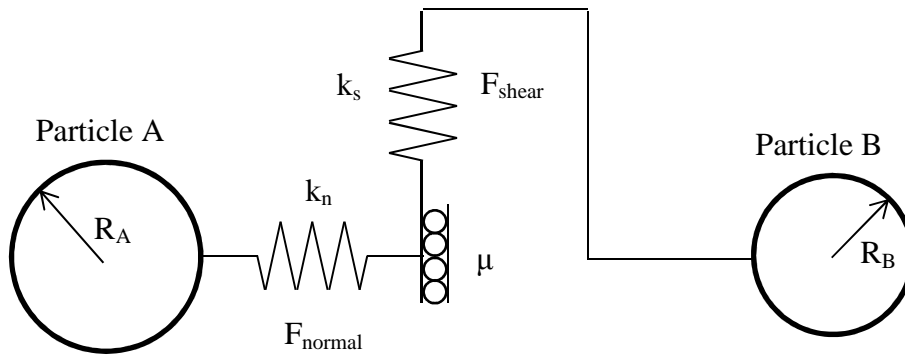 k_s
F_shear
Particle A
Particle B
k_n
R_A
R_B
μ
F_normal